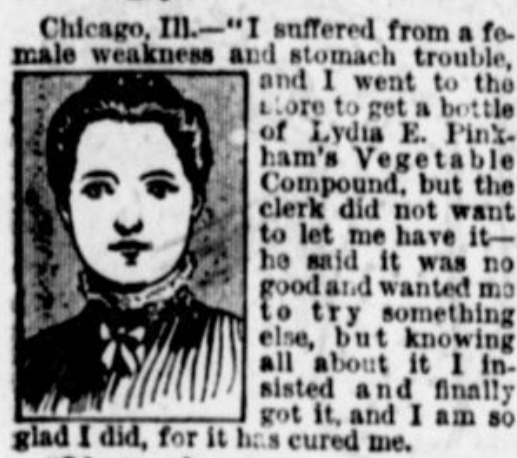 Chicago, Ill.—"I suffered from a fe-
male weakness and stomach trouble,
and I went to the
store to get a bottle
of Lydia E. Pink-
ham's Vegetable
Compound, but the
clerk did not want
to let me have it—
he said it was no
good and wanted me
to try something
else, but knowing
all about it I in-
sisted and finally
got it, and I am so
glad I did, for it has cured me.